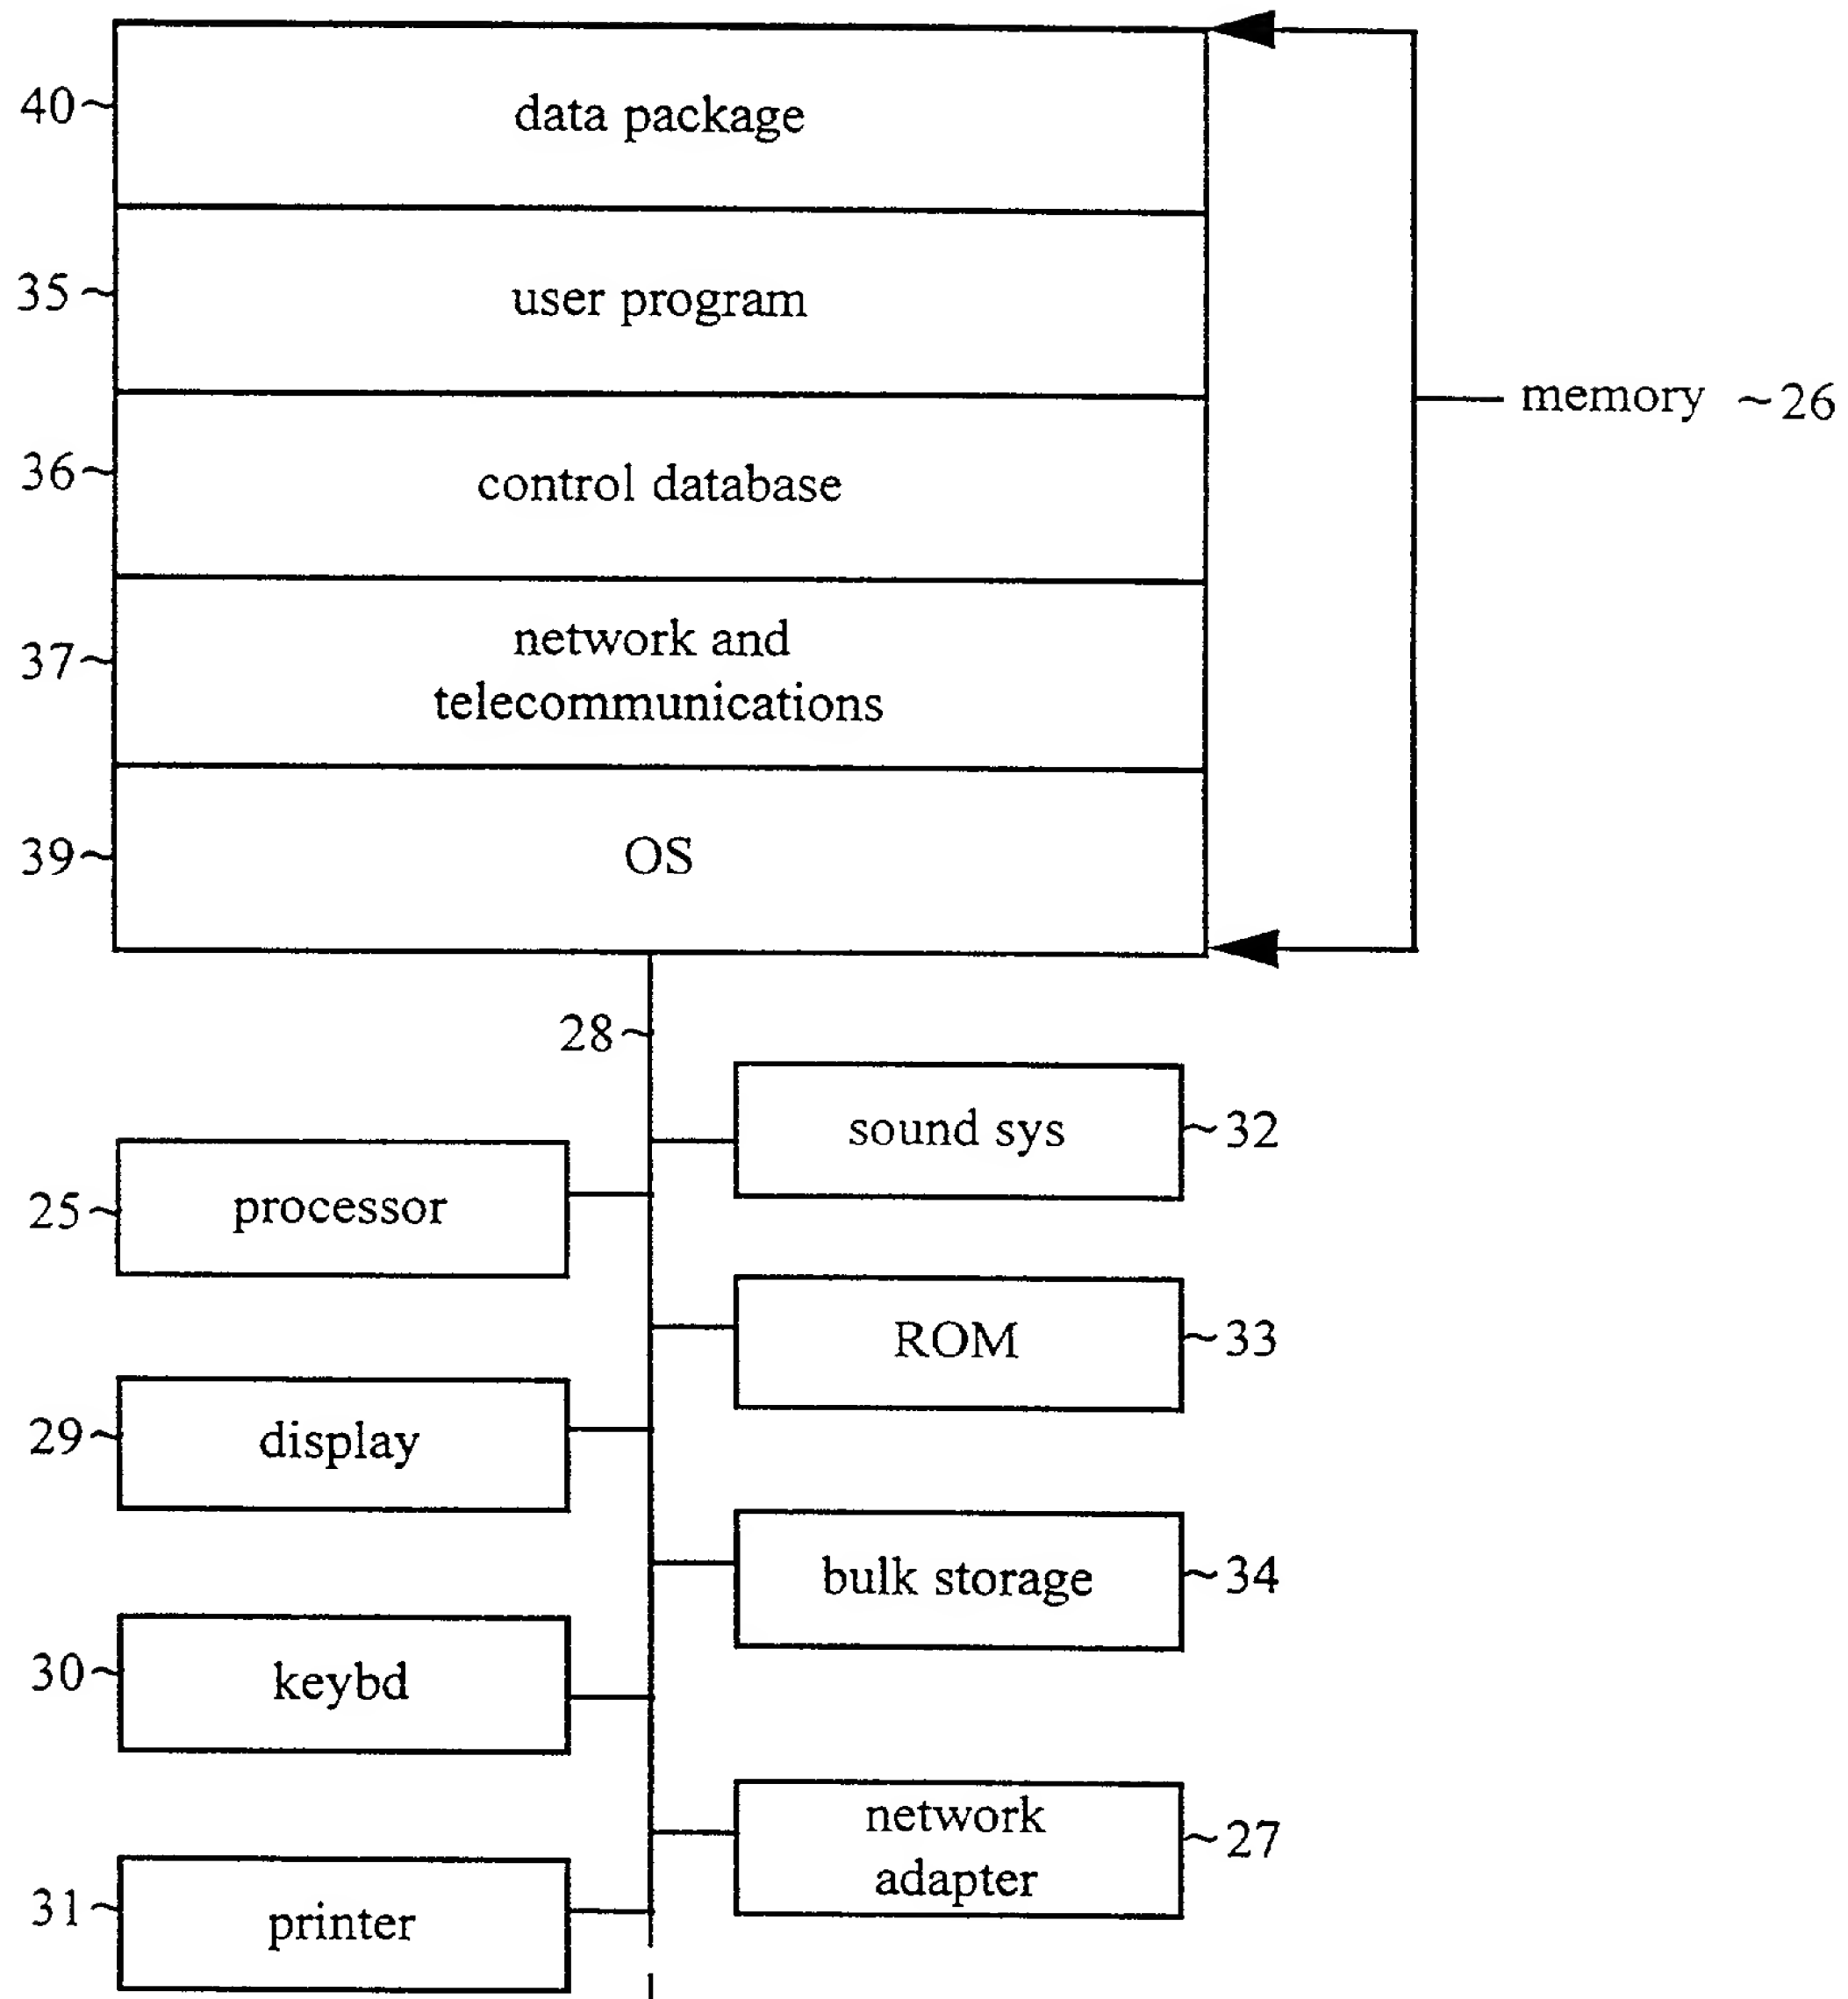 40~ data package
35~ user program
memory ~26
36~ control database
37~ network and
telecommunications
39~ OS
28~
sound sys ~32
25~ processor
ROM ~33
29~ display
bulk storage ~34
30~ keybd
network
adapter ~27
31~ printer